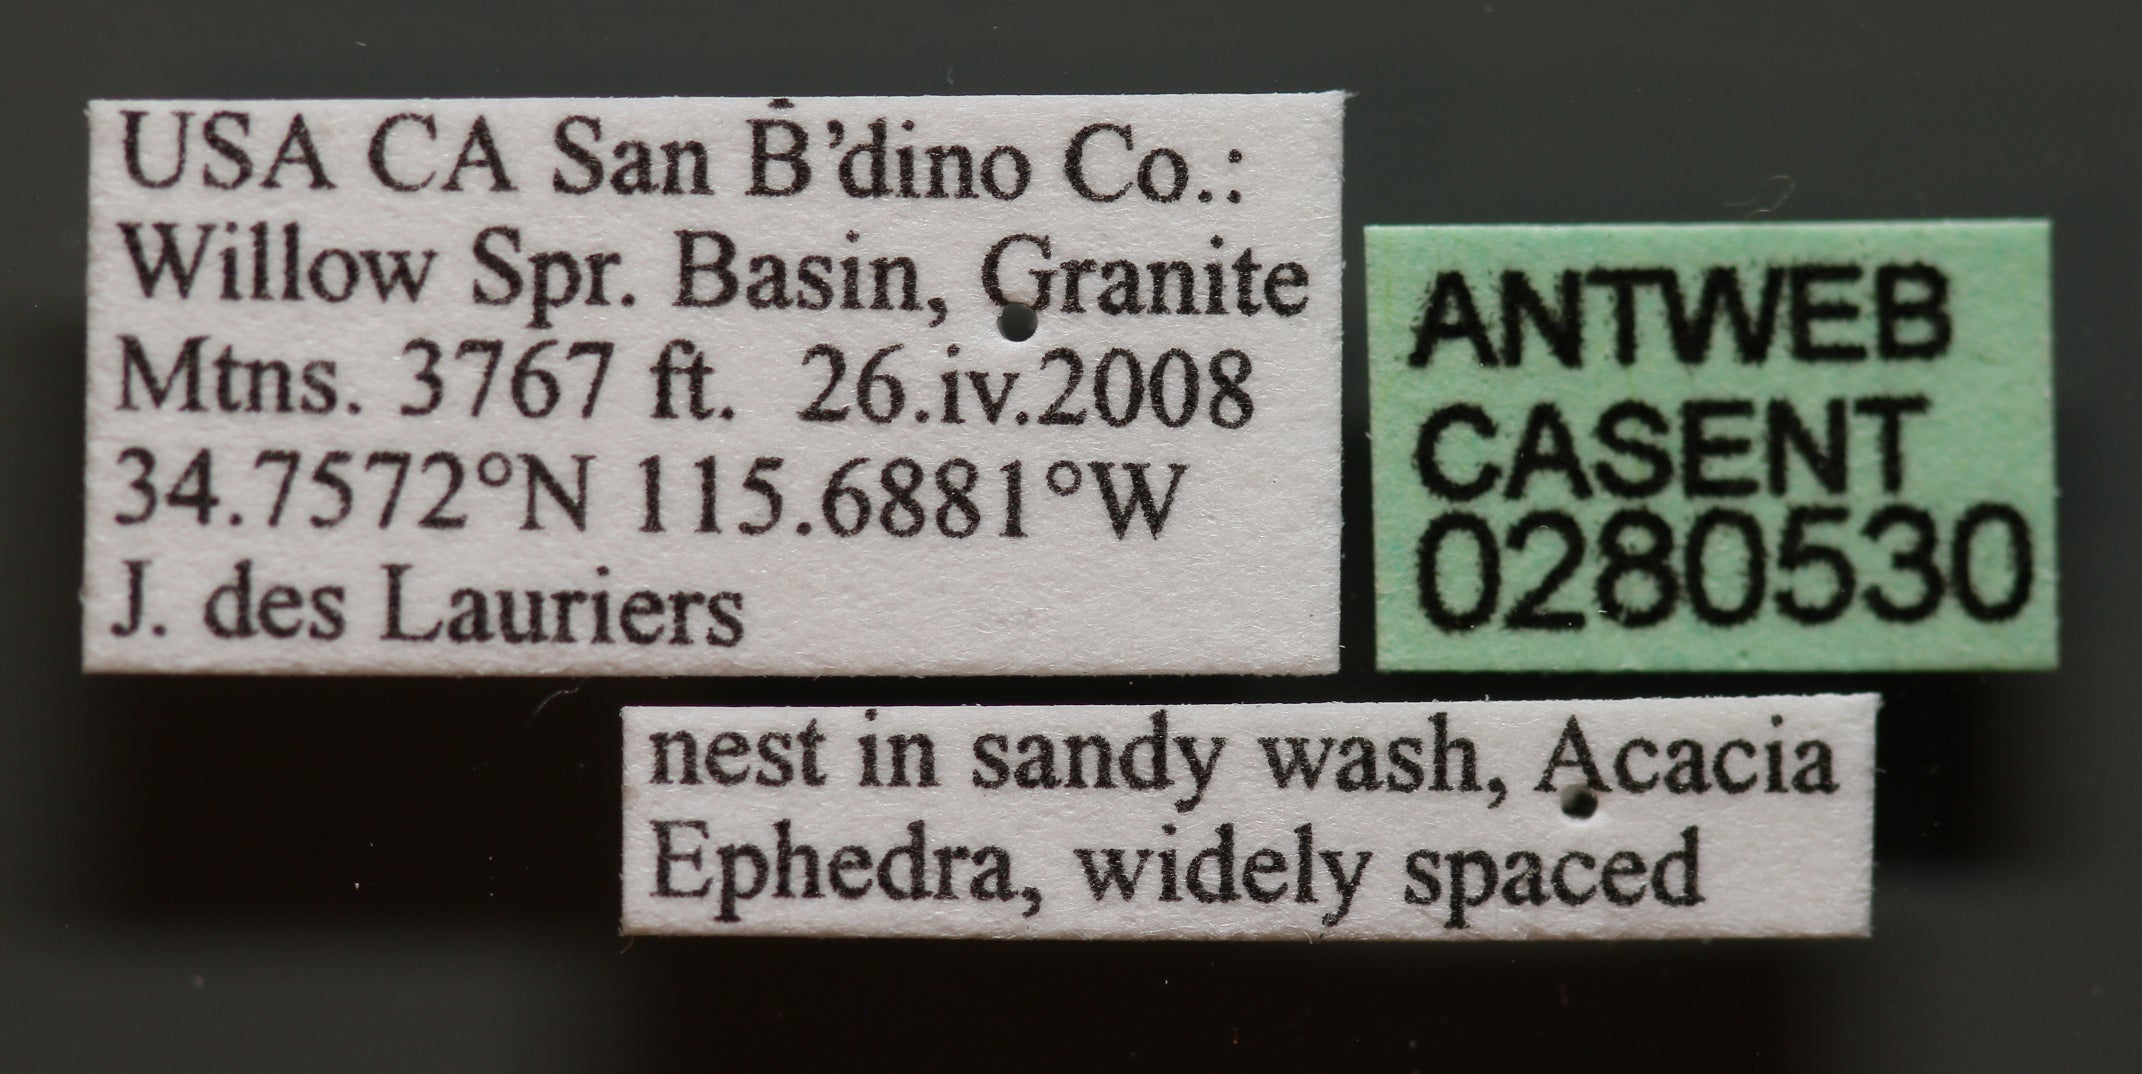 USA CA San B'dino Co.:
Willow Spr. Basin, Granite
Mtns. 3767 ft.  26.iv.2008
34.7572°N 115.6881°W
J. des Lauriers
ANTWEB
CASENT
0280530
nest in sandy wash, Acacia
Ephedra, widely spaced